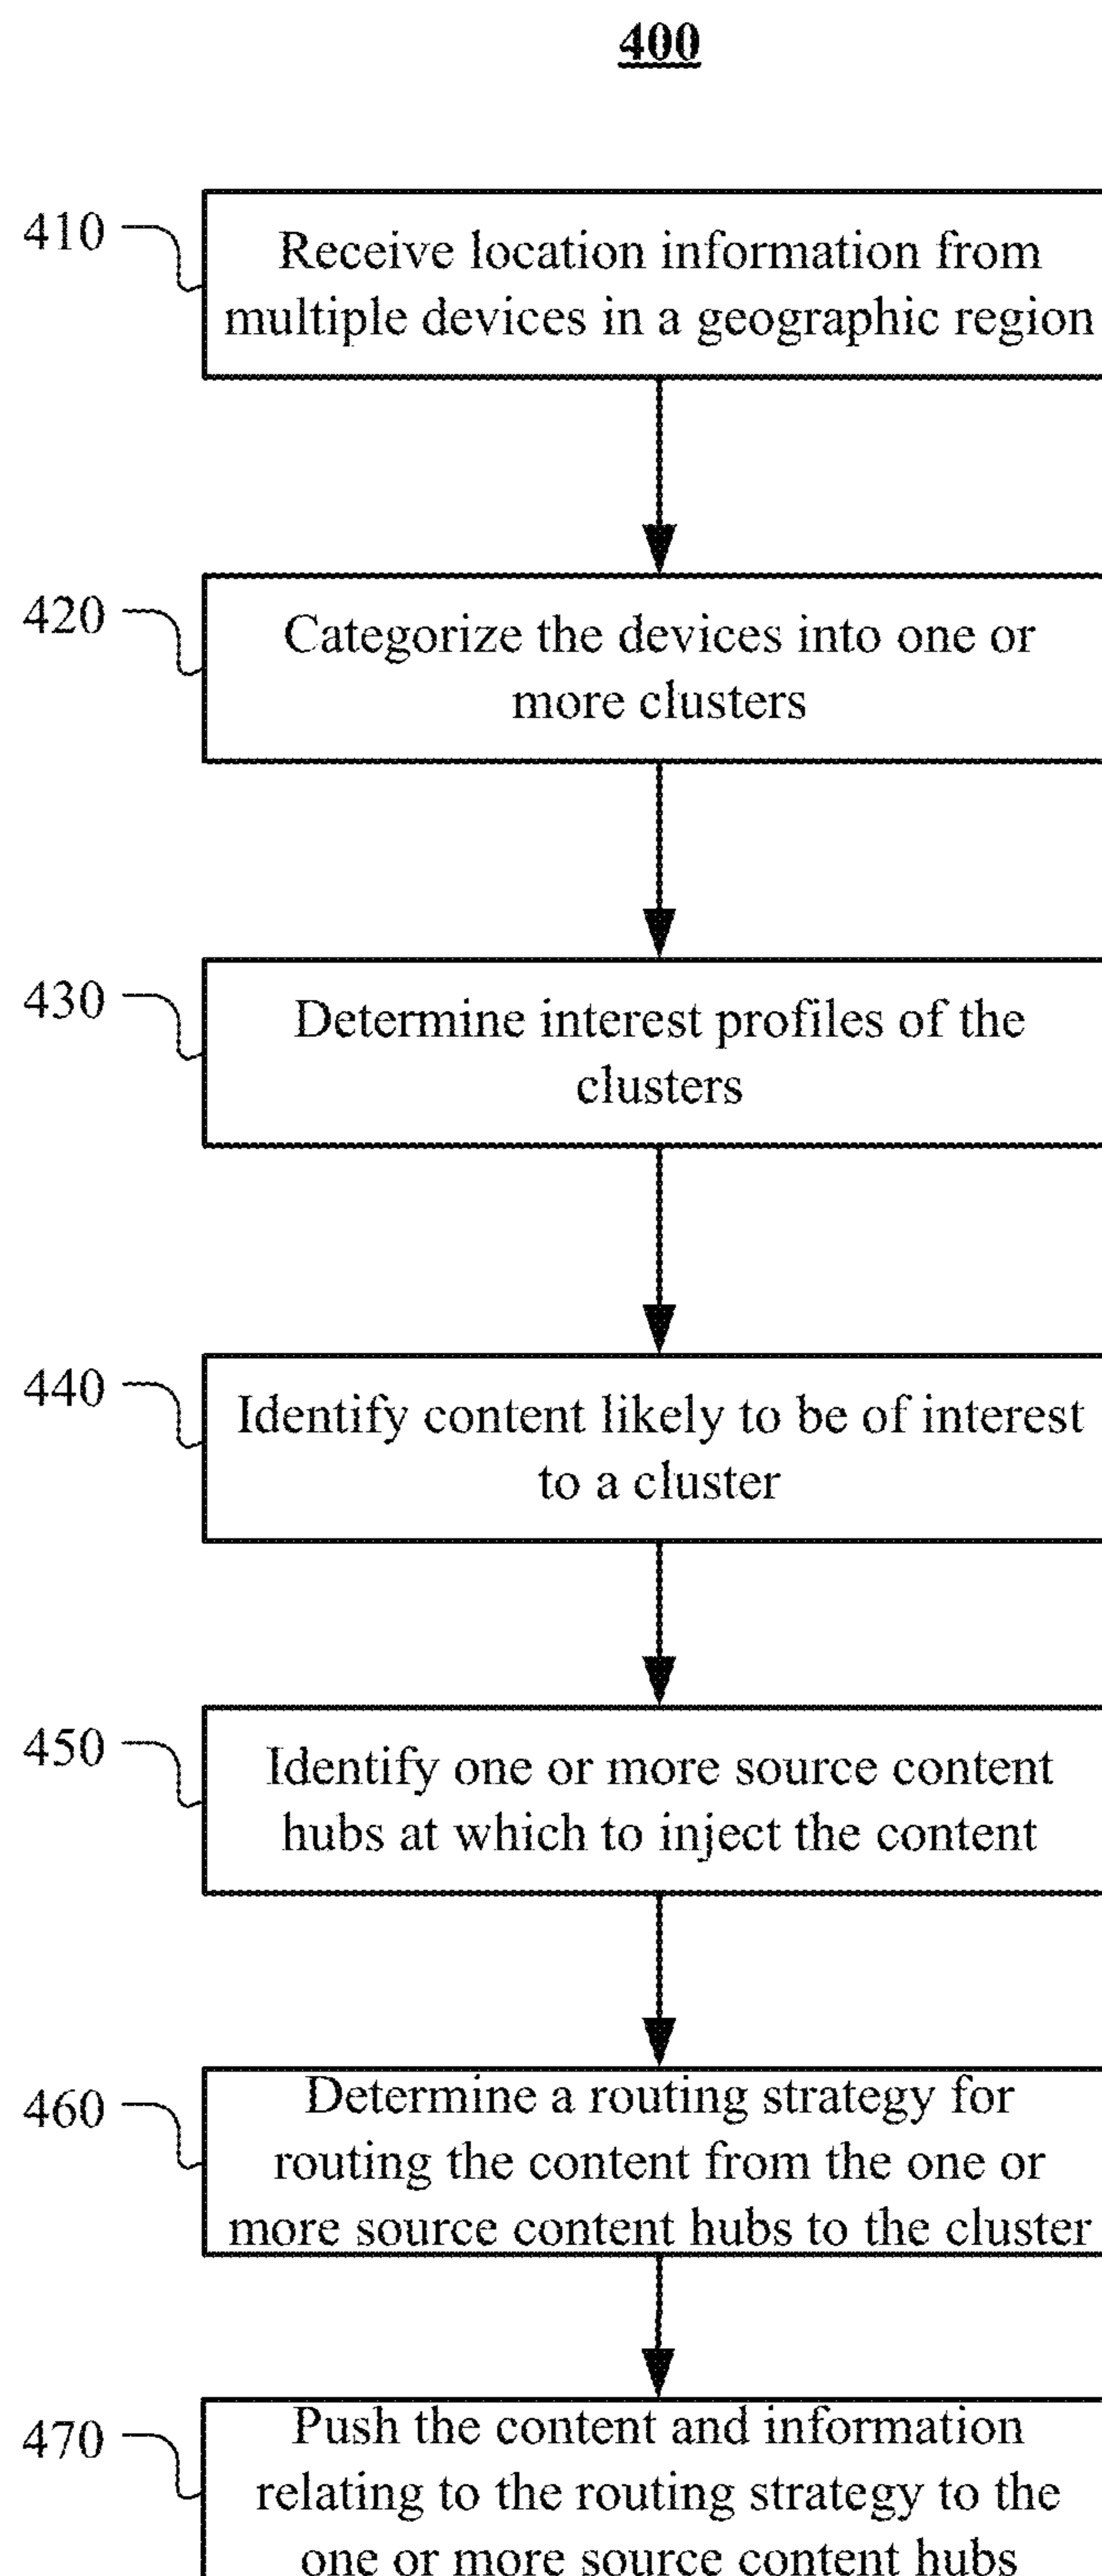 400
410
Receive location information from
multiple devices in a geographic region
420
Categorize the devices into one or
more clusters
430
Determine interest profiles of the
clusters
440
Identify content likely to be of interest
to a cluster
450
Identify one or more source content
hubs at which to inject the content
460
Determine a routing strategy for
routing the content from the one or
more source content hubs to the cluster
470
Push the content and information
relating to the routing strategy to the
one or more source content hubs